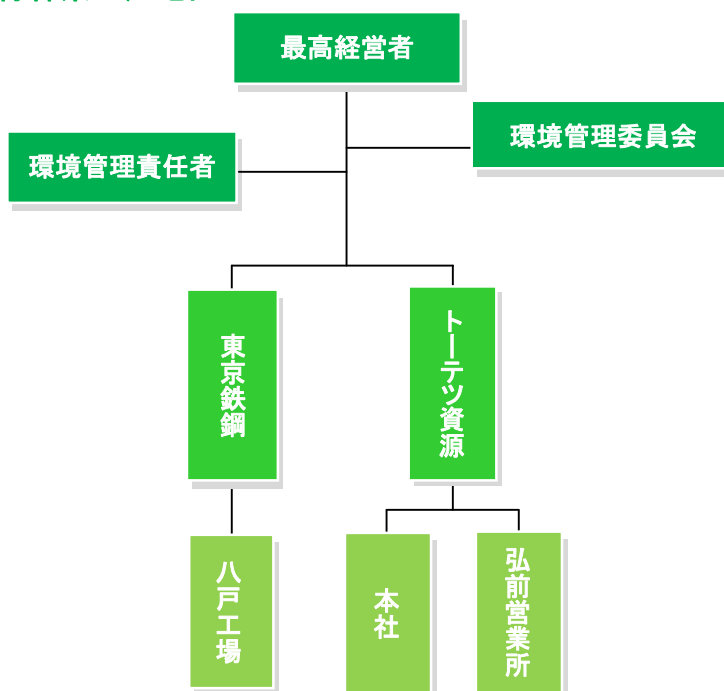 最高経営者
環境管理委員会
環境管理責任者
東京鉄鋼
トーテツ資源
八戸工場
本社
弘前営業所